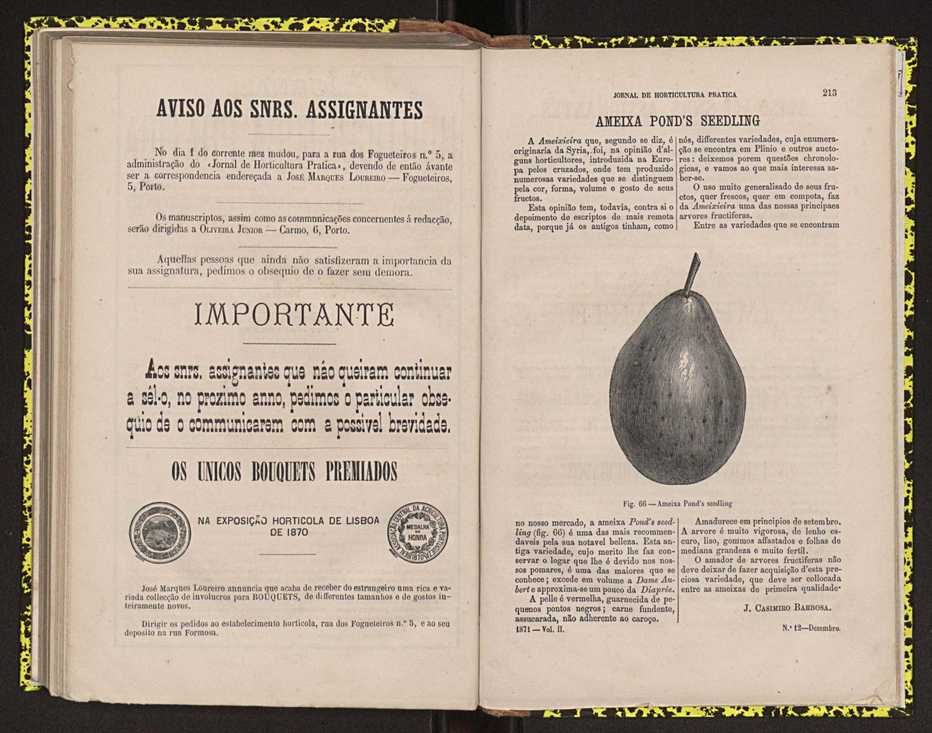 AVISO AOS SNRS. ASSIGNANTES
No dia 1 do corrente mez mudou, para a rua dos Fogueteiros n.º 5, a
administração do «Jornal de Horticultura Pratica», devendo de então ávante
ser a correspondencia endereçada a José Marques Loureiro — Fogueteiros,
5, Porto.
Os manuscriptos, assim como as communicações concernentes á redacção,
serão dirigidas a Oliveira Junior — Carmo, 6, Porto.
Aquellas pessoas que ainda não satisfizeram a importancia da
sua assignatura, pedimos o obsequio de o fazer sem demora.
IMPORTANTE
Aos snrs. assignantes que não queiram continuar
a sêl-o, no proximo anno, pedimos o particular obse-
quio de o communicarem com a possivel brevidade.
OS UNICOS BOUQUETS PREMIADOS
NA EXPOSIÇÃO HORTICOLA DE LISBOA
DE 1870
MEDALHA
DE
HONRA
José Marques Loureiro annuncia que acaba de receber do estrangeiro uma rica e va-
riada collecção de involucros para BOUQUETS, de differentes tamanhos e de gostos in-
teiramente novos.
Dirigir os pedidos ao estabelecimento horticola, rua dos Fogueteiros n.º 5, e ao seu
deposito na rua Formosa.
JORNAL DE HORTICULTURA PRATICA 213
AMEIXA POND'S SEEDLING
A Ameixieira que, segundo se diz, é
originaria da Syria, foi, na opinião d'al-
guns horticultores, introduzida na Euro-
pa pelos cruzados, onde tem produzido
numerosas variedades que se distinguem
pela cor, forma, volume e gosto de seus
fructos.
Esta opinião tem, todavia, contra si o
depoimento de escriptos de mais remota
data, porque já os antigos tinham, como
nós, differentes variedades, cuja enumera-
ção se encontra em Plinio e outros aucto-
res: deixemos porem questões chronolo-
gicas, e vamos ao que mais interessa sa-
ber-se.
O uso muito generalisado de seus fru-
ctos, quer frescos, quer em compota, faz
da Ameixieira uma das nossas principaes
arvores fructiferas.
Entre as variedades que se encontram
Fig. 66 — Ameixa Pond's seedling
no nosso mercado, a ameixa Pond's seed-
ling (fig. 66) é uma das mais recommen-
daveis pela sua notavel belleza. Esta an-
tiga variedade, cujo merito lhe faz con-
servar o logar que lhe é devido nos nos-
sos pomares, é uma das maiores que se
conhece; excede em volume a Dame Au-
bert e approxima-se um pouco da Diaprée.
A pelle é vermelha, guarnecida de pe-
quenos pontos negros; carne fundente,
assucarada, não adherente ao caroço.
1871 — Vol. II.
Amadurece em principios de setembro.
A arvore é muito vigorosa, de lenho es-
curo, liso, gommos affastados e folhas de
mediana grandeza e muito fertil.
O amador de arvores fructiferas não
deve deixar de fazer acquisição d'esta pre-
ciosa variedade, que deve ser collocada
entre as ameixas de primeira qualidade.
J. Casimiro Barbosa.
N.º 12—Dezembro.